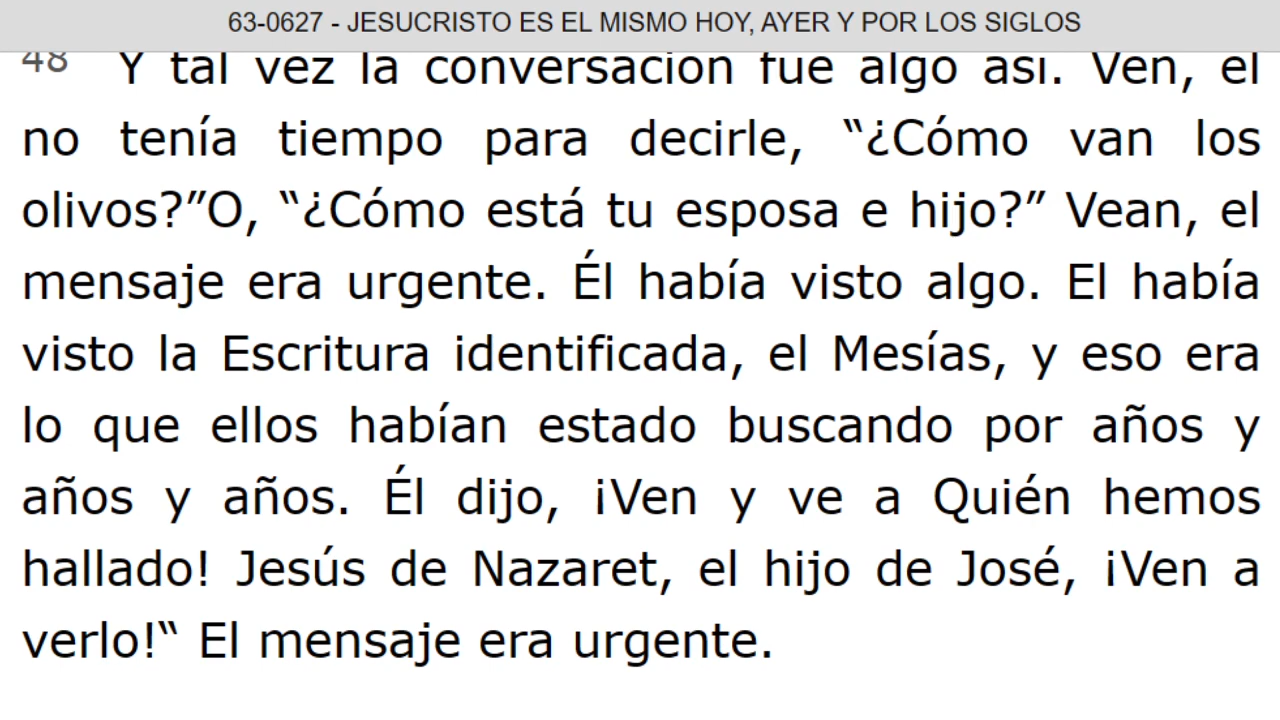 63-0627 - JESUCRISTO ES EL MISMO HOY, AYER Y POR LOS SIGLOS
48 Y tal vez la conversación fue algo así. Ven, el
no tenía tiempo para decirle, “¿Cómo van los
olivos?”O, “¿Cómo está tu esposa e hijo?” Vean, el
mensaje era urgente. Él había visto algo. El había
visto la Escritura identificada, el Mesías, y eso era
lo que ellos habían estado buscando por años y
años y años. Él dijo, ¡Ven y ve a Quién hemos
hallado! Jesús de Nazaret, el hijo de José, ¡Ven a
verlo!“ El mensaje era urgente.